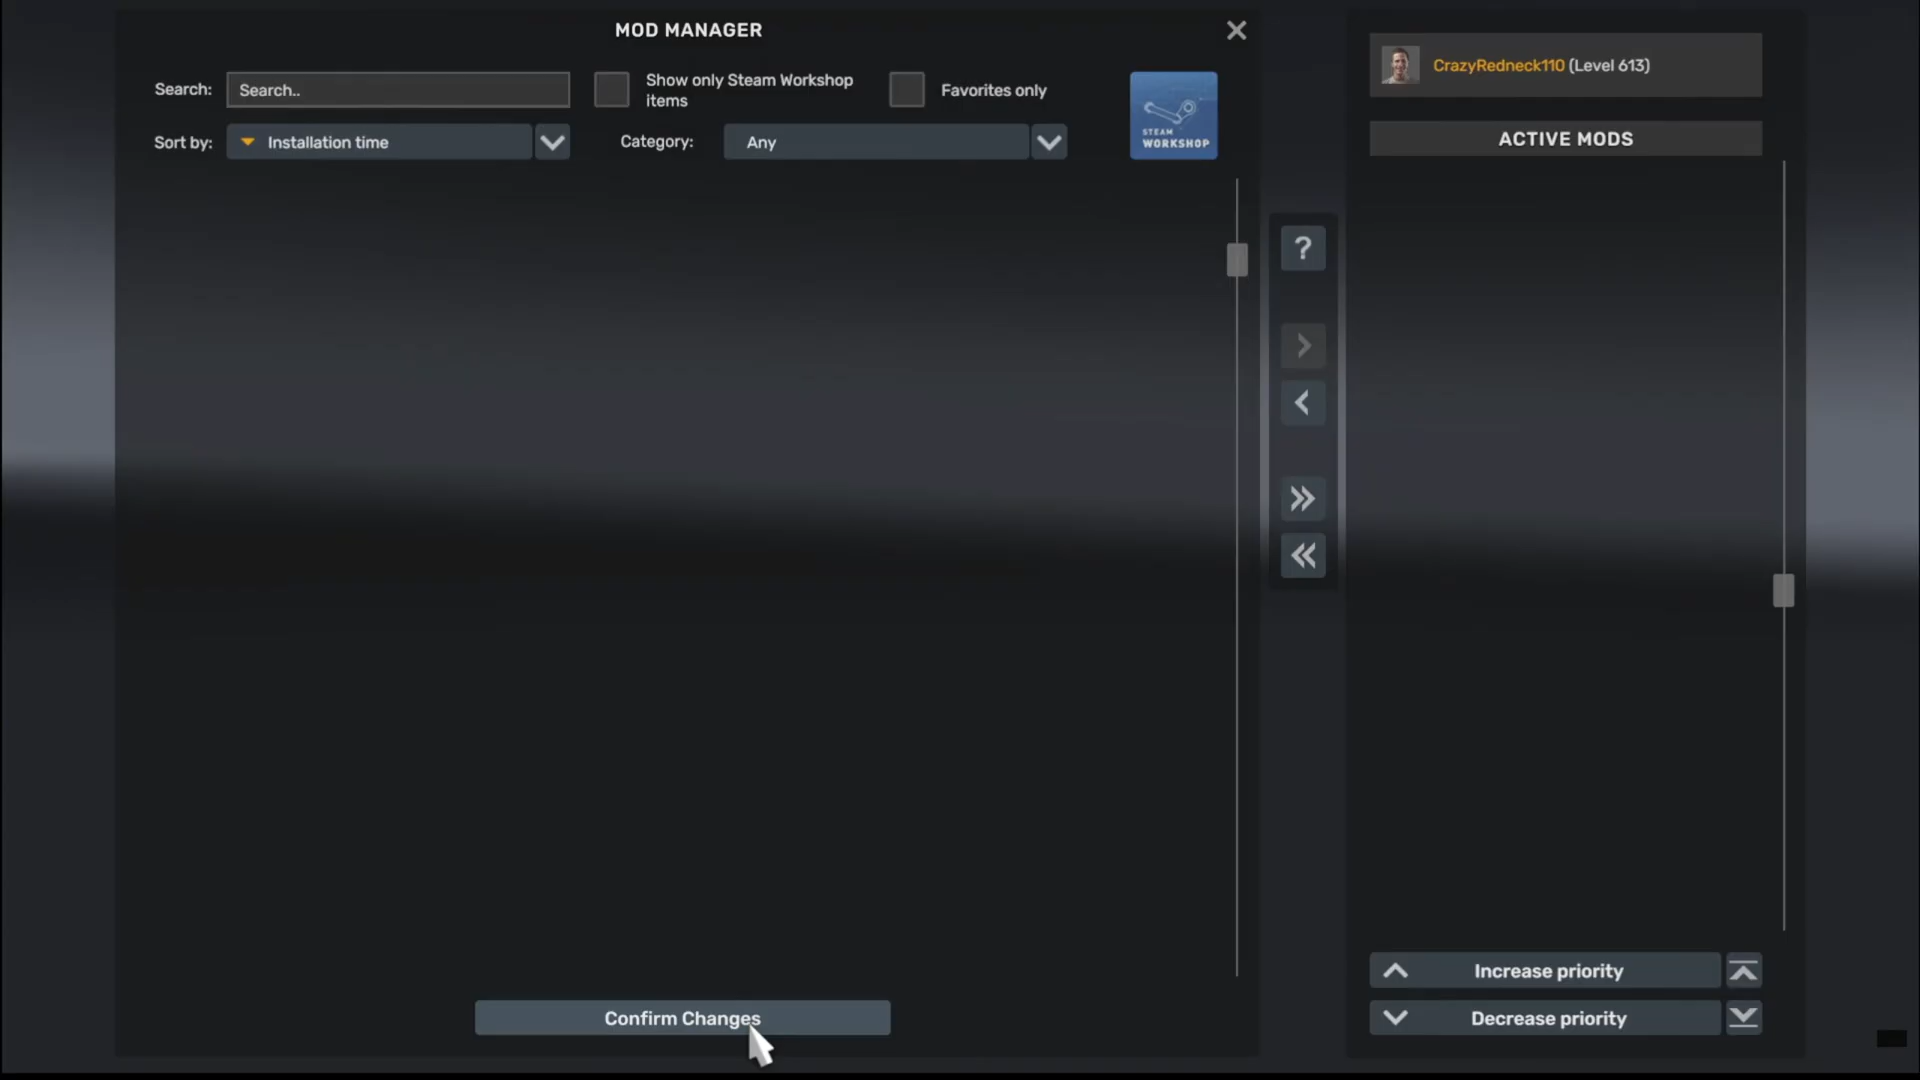 MOD MANAGER
Search:
Search..
Show only Steam Workshop
items
Favorites only
STEAM
WORKSHOP
Sort by:
Installation time
Category:
Any
CrazyRedneck110 (Level 613)
ACTIVE MODS
?
Increase priority
Decrease priority
Confirm Changes